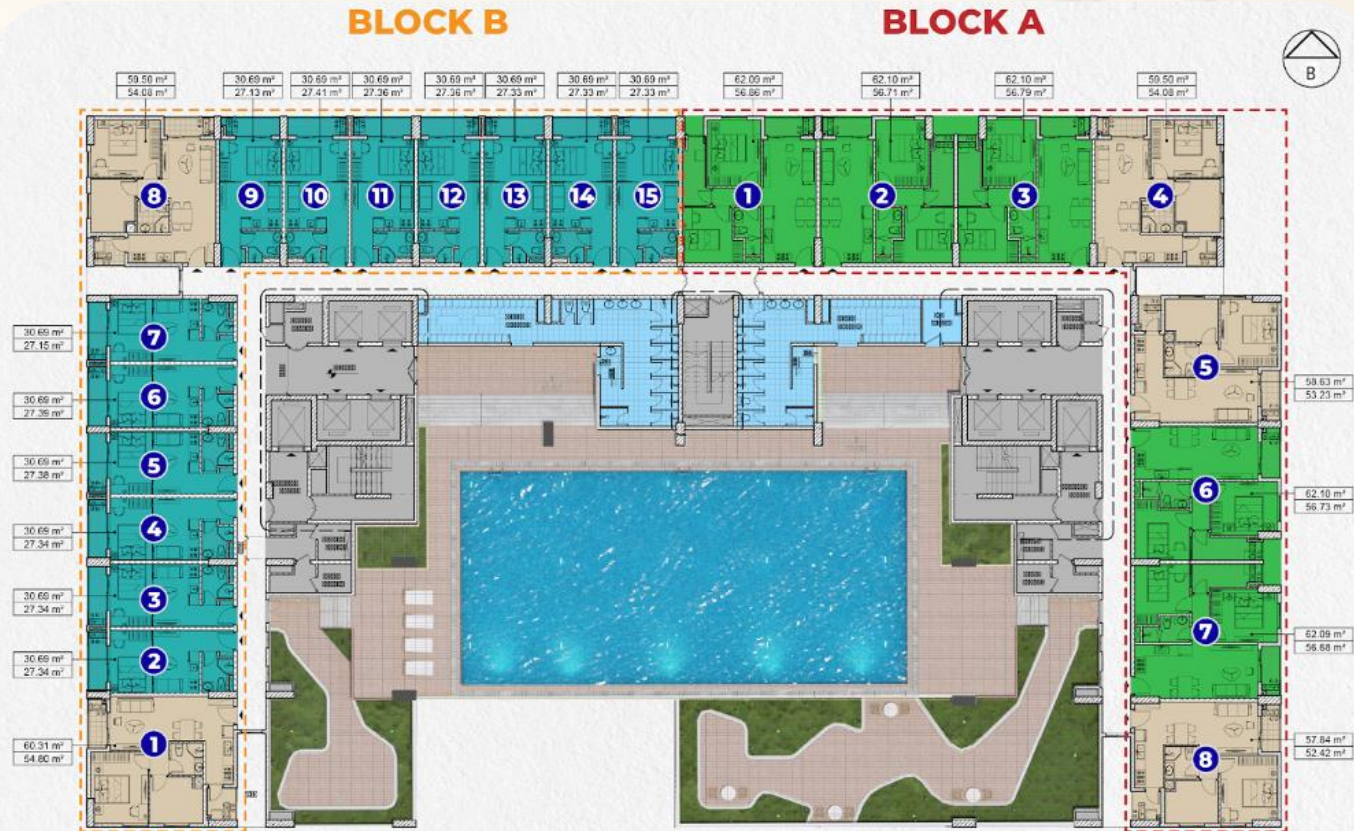 BLOCK B
BLOCK A
B
59.50 m²
54.08 m²
30.69 m²
27.13 m²
30.69 m²
27.41 m²
30.69 m²
27.36 m²
30.69 m²
27.36 m²
30.69 m²
27.33 m²
30.69 m²
27.33 m²
30.69 m²
27.33 m²
62.09 m²
56.86 m²
62.10 m²
56.71 m²
62.10 m²
56.79 m²
59.50 m²
54.08 m²
8
9
10
11
12
13
14
15
1
2
3
4
7
30.69 m²
27.15 m²
6
30.69 m²
27.39 m²
5
30.69 m²
27.38 m²
4
30.69 m²
27.34 m²
3
30.69 m²
27.34 m²
2
30.69 m²
27.34 m²
1
60.31 m²
54.80 m²
5
58.63 m²
53.23 m²
6
62.10 m²
56.73 m²
7
62.09 m²
56.68 m²
8
57.84 m²
52.42 m²